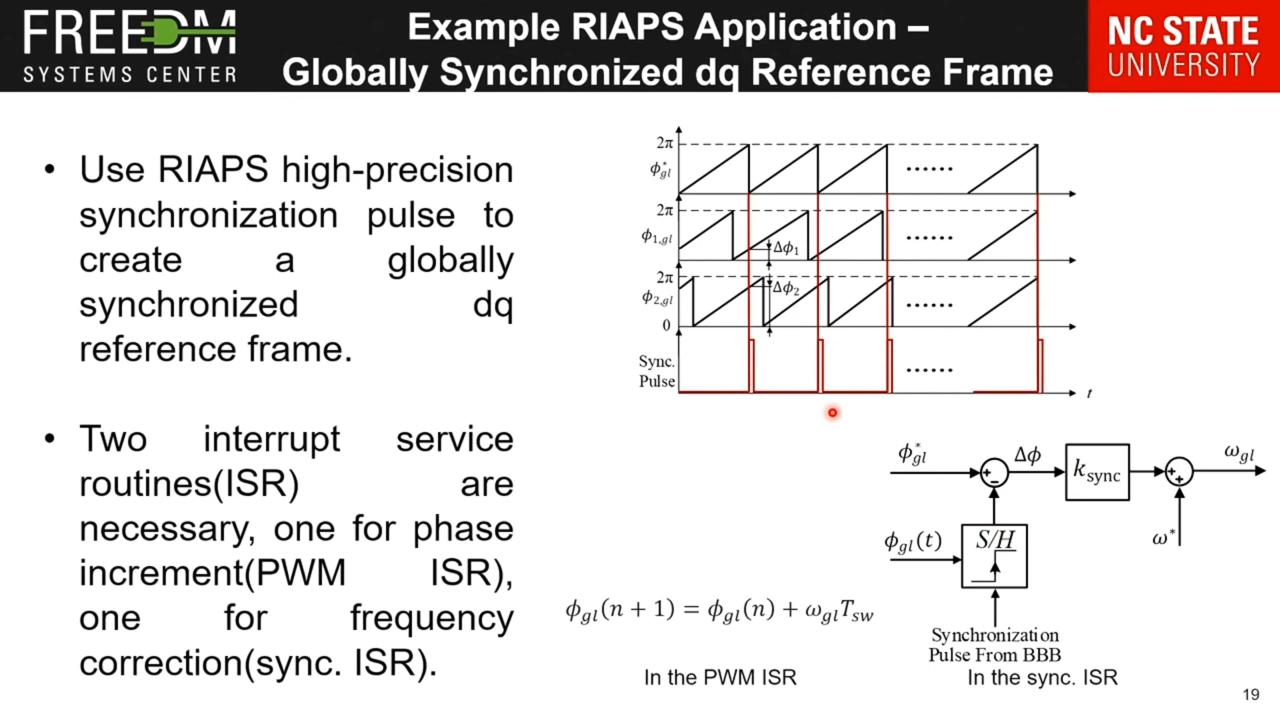 FREEDM
SYSTEMS CENTER
Example RIAPS Application –
Globally Synchronized dq Reference Frame
NC STATE
UNIVERSITY
• Use RIAPS high-precision
synchronization pulse to
create a globally
synchronized dq
reference frame.
• Two interrupt service
routines(ISR) are
necessary, one for phase
increment(PWM ISR),
one for frequency
correction(sync. ISR).
2π
ϕ*gl
......
2π
ϕ1,gl
Δϕ1
......
2π
ϕ2,gl
Δϕ2
......
0
Sync.
Pulse
......
t
ϕ*gl
+
−
Δϕ
ksync
+
+
ωgl
ω*
ϕgl(t)
S/H
Synchronization
Pulse From BBB
ϕgl(n + 1) = ϕgl(n) + ωglTsw
In the PWM ISR
In the sync. ISR
19